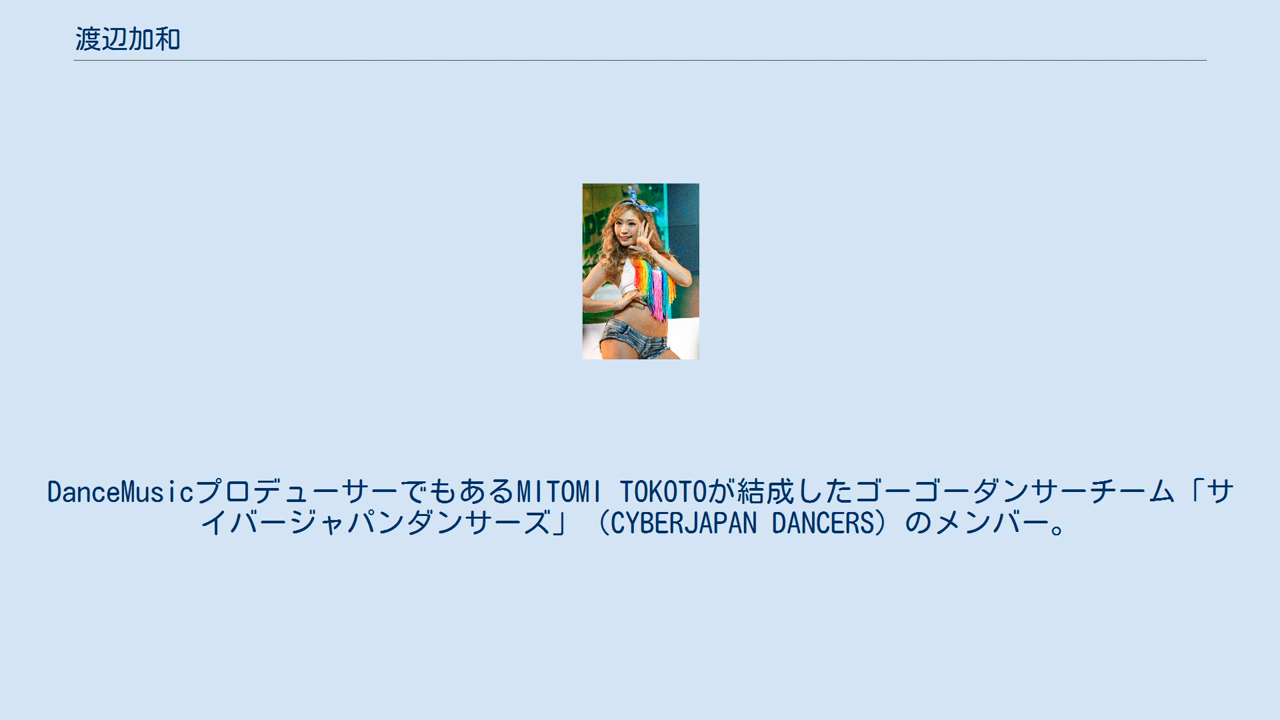 渡辺加和
DanceMusicプロデューサーでもあるMITOMI TOKOTOが結成したゴーゴーダンサーチーム「サ
イバージャパンダンサーズ」（CYBERJAPAN DANCERS）のメンバー。